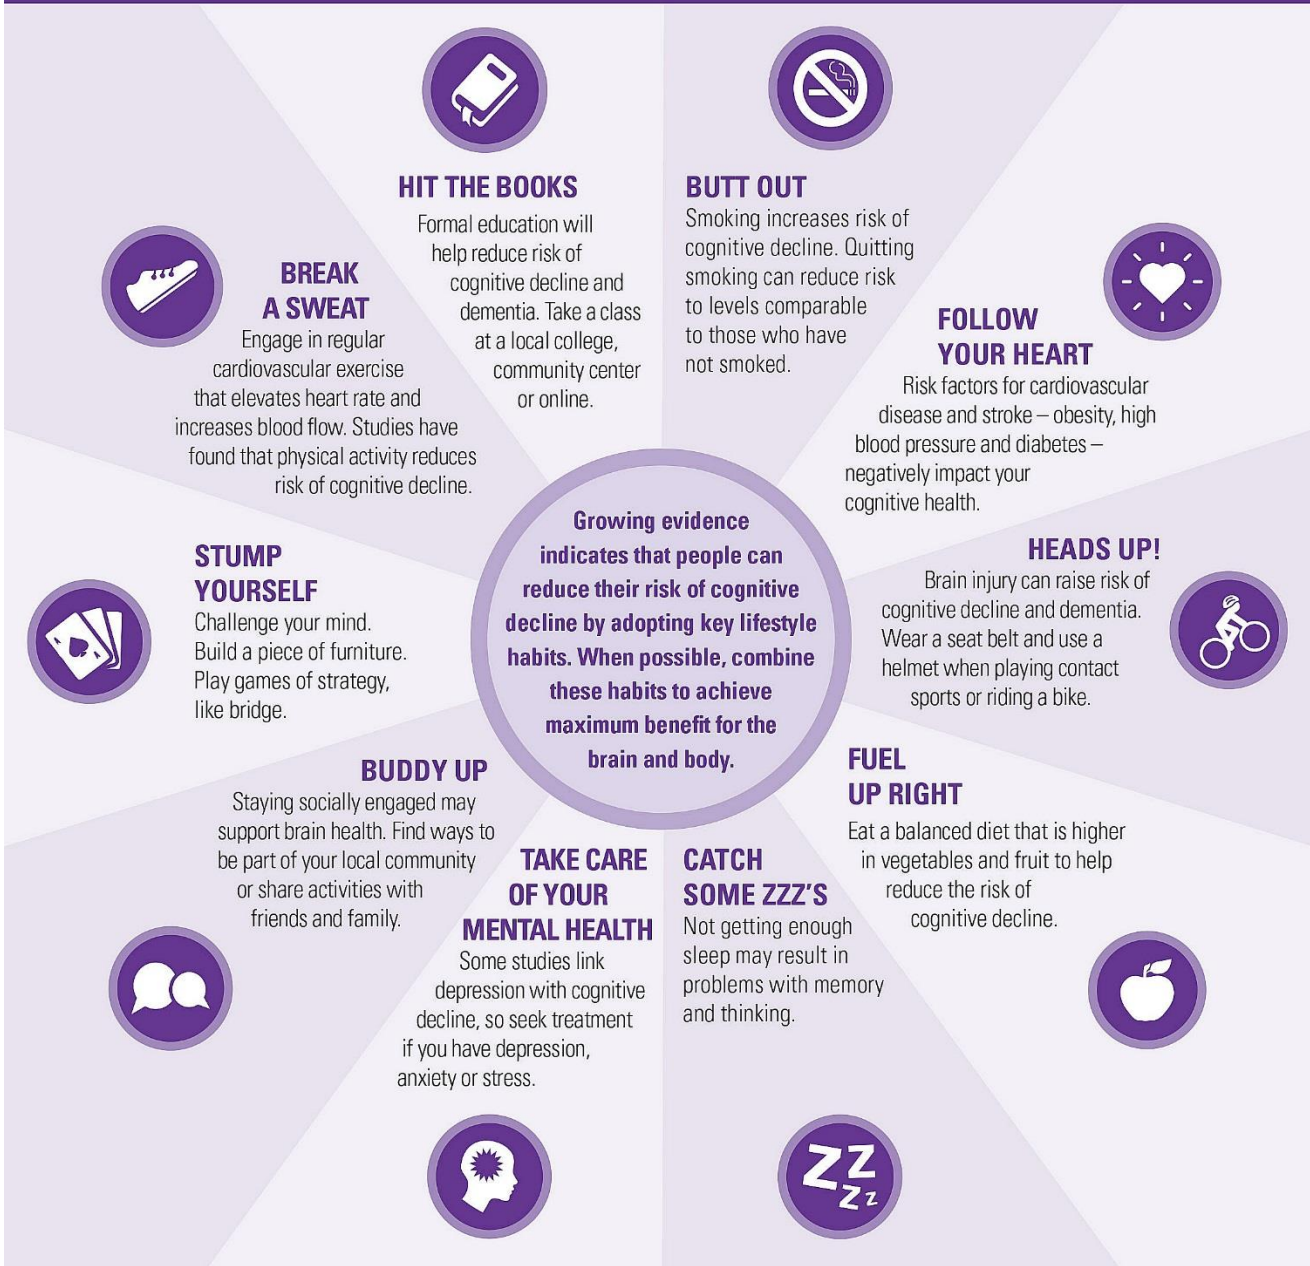 HIT THE BOOKS
Formal education will
help reduce risk of
cognitive decline and
dementia. Take a class
at a local college,
community center
or online.
BUTT OUT
Smoking increases risk of
cognitive decline. Quitting
smoking can reduce risk
to levels comparable
to those who have
not smoked.
FOLLOW
YOUR HEART
Risk factors for cardiovascular
disease and stroke – obesity, high
blood pressure and diabetes –
negatively impact your
cognitive health.
HEADS UP!
Brain injury can raise risk of
cognitive decline and dementia.
Wear a seat belt and use a
helmet when playing contact
sports or riding a bike.
FUEL
UP RIGHT
Eat a balanced diet that is higher
in vegetables and fruit to help
reduce the risk of
cognitive decline.
CATCH
SOME ZZZ'S
Not getting enough
sleep may result in
problems with memory
and thinking.
ZZ
Zz
TAKE CARE
OF YOUR
MENTAL HEALTH
Some studies link
depression with cognitive
decline, so seek treatment
if you have depression,
anxiety or stress.
BUDDY UP
Staying socially engaged may
support brain health. Find ways to
be part of your local community
or share activities with
friends and family.
STUMP
YOURSELF
Challenge your mind.
Build a piece of furniture.
Play games of strategy,
like bridge.
A
BREAK
A SWEAT
Engage in regular
cardiovascular exercise
that elevates heart rate and
increases blood flow. Studies have
found that physical activity reduces
risk of cognitive decline.
Growing evidence
indicates that people can
reduce their risk of cognitive
decline by adopting key lifestyle
habits. When possible, combine
these habits to achieve
maximum benefit for the
brain and body.